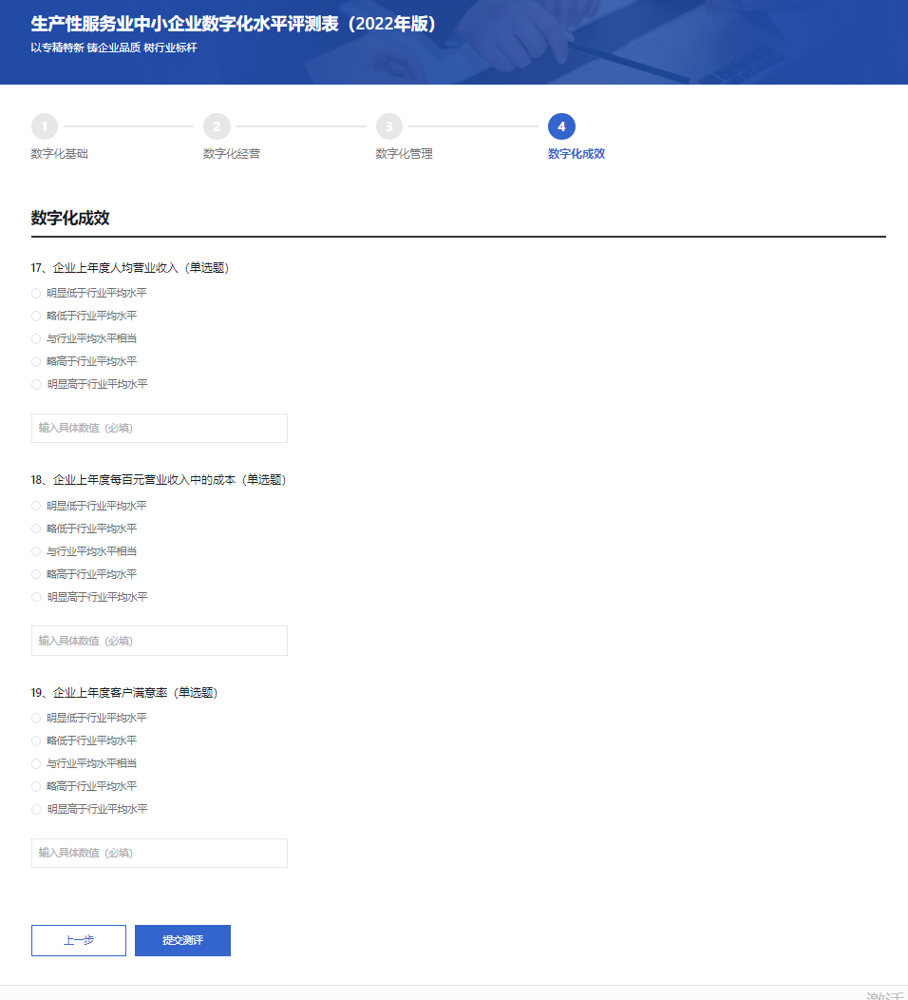 生产性服务业中小企业数字化水平评测表（2022年版）
以专精特新 铸企业品质 树行业标杆
1 2 3 4
数字化基础 数字化经营 数字化管理 数字化成效
数字化成效
17、企业上年度人均营业收入（单选题）
明显低于行业平均水平
略低于行业平均水平
与行业平均水平相当
略高于行业平均水平
明显高于行业平均水平
输入具体数值（必填）
18、企业上年度每百元营业收入中的成本（单选题）
明显低于行业平均水平
略低于行业平均水平
与行业平均水平相当
略高于行业平均水平
明显高于行业平均水平
输入具体数值（必填）
19、企业上年度客户满意率（单选题）
明显低于行业平均水平
略低于行业平均水平
与行业平均水平相当
略高于行业平均水平
明显高于行业平均水平
输入具体数值（必填）
上一步 提交测评
激活